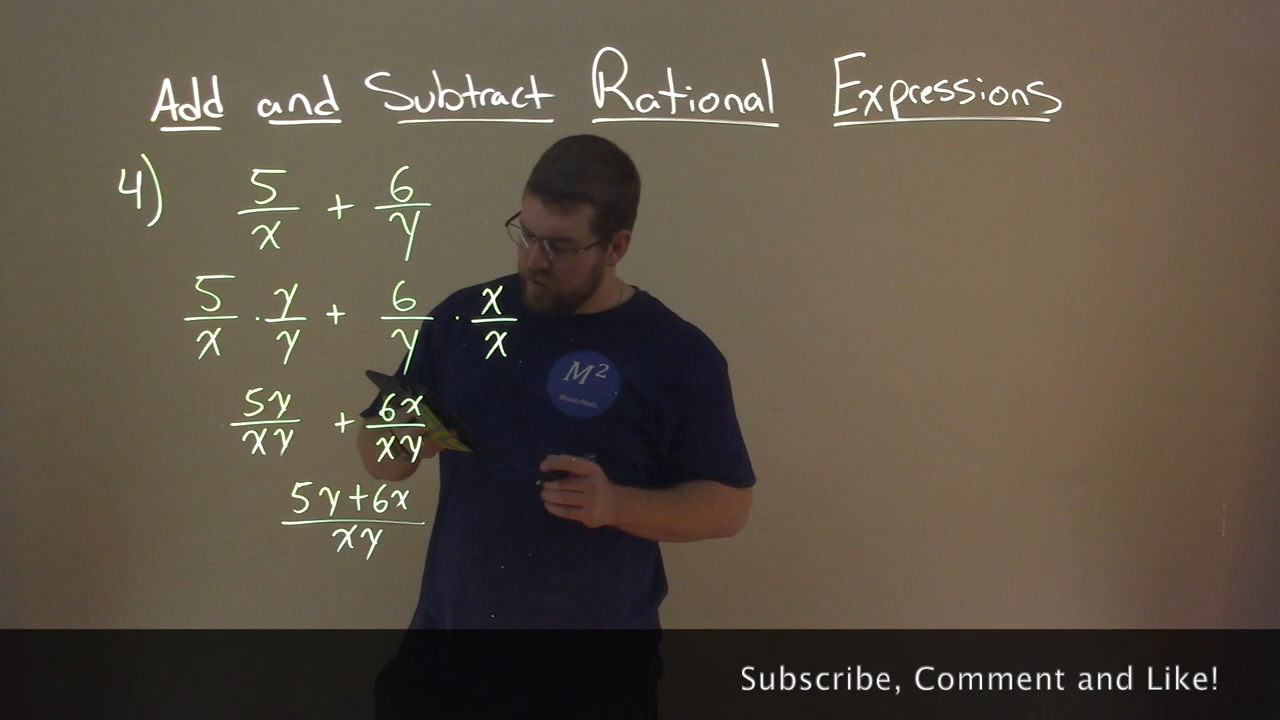 Add and Subtract Rational Expressions
4) 5/x + 6/y
5/x · y/y + 6/y · x/x
5y/xy + 6x/xy
5y+6x/xy
M²
MinuteMath
Subscribe, Comment and Like!